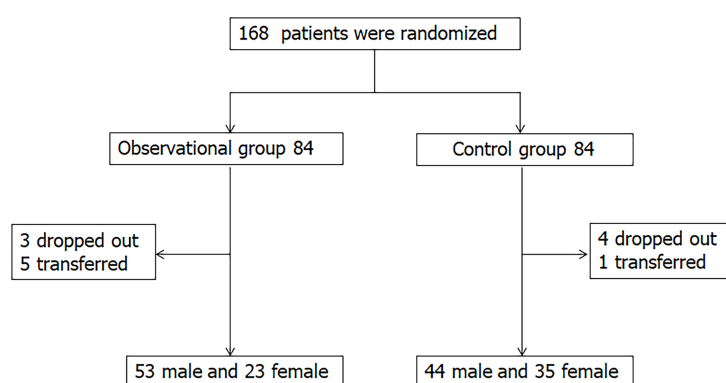 168 patients were randomized
Observational group 84
Control group 84
3 dropped out
5 transferred
4 dropped out
1 transferred
53 male and 23 female
44 male and 35 female